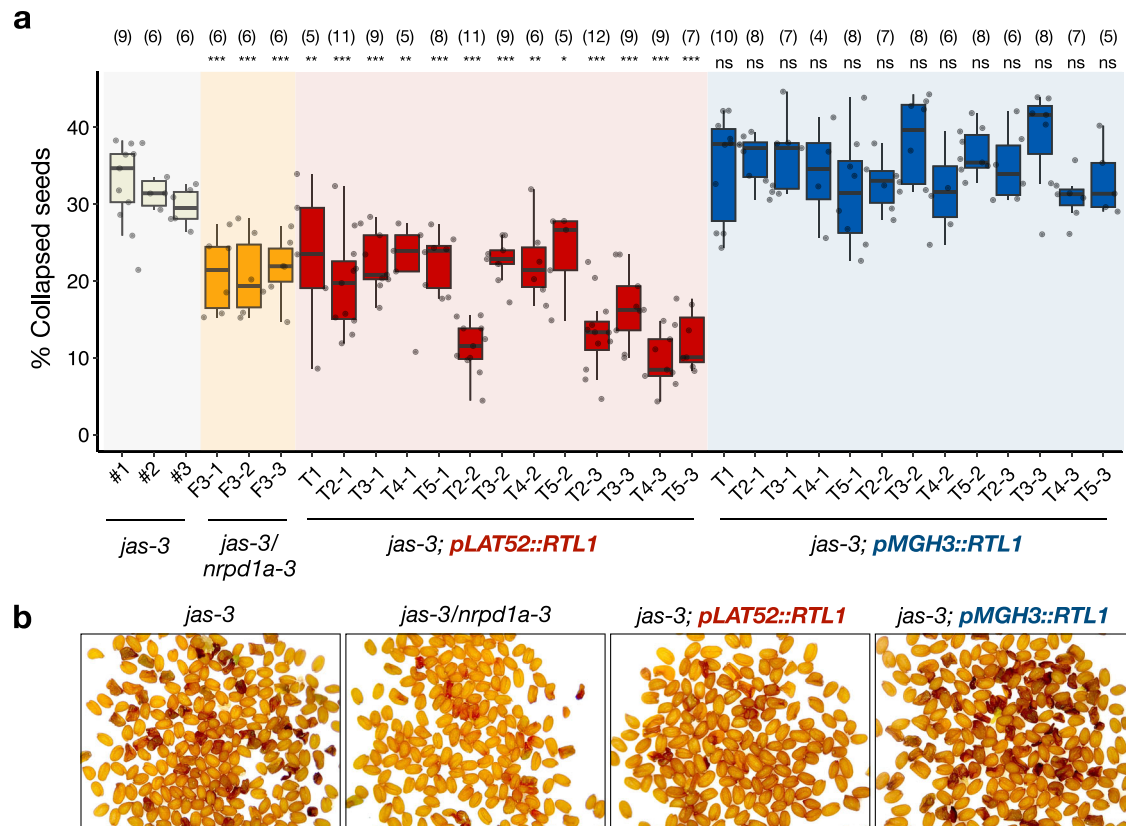 a
(9) (6) (6) (6) (6) (6) (5) (11) (9) (5) (8) (11) (9) (6) (5) (12) (9) (9) (7) (10) (8) (7) (4) (8) (7) (8) (6) (8) (6) (8) (7) (5)
*** *** *** ** *** *** ** *** *** *** ** * *** *** *** *** ns ns ns ns ns ns ns ns ns ns ns ns ns
% Collapsed seeds
40
30
20
10
0
#1 #2 #3 F3-1 F3-2 F3-3 T1 T2-1 T3-1 T4-1 T5-1 T2-2 T3-2 T4-2 T5-2 T2-3 T3-3 T4-3 T5-3 T1 T2-1 T3-1 T4-1 T5-1 T2-2 T3-2 T4-2 T5-2 T2-3 T3-3 T4-3 T5-3
jas-3 jas-3/ jas-3; pLAT52::RTL1 jas-3; pMGH3::RTL1
nrpd1a-3
b
jas-3 jas-3/nrpd1a-3 jas-3; pLAT52::RTL1 jas-3; pMGH3::RTL1